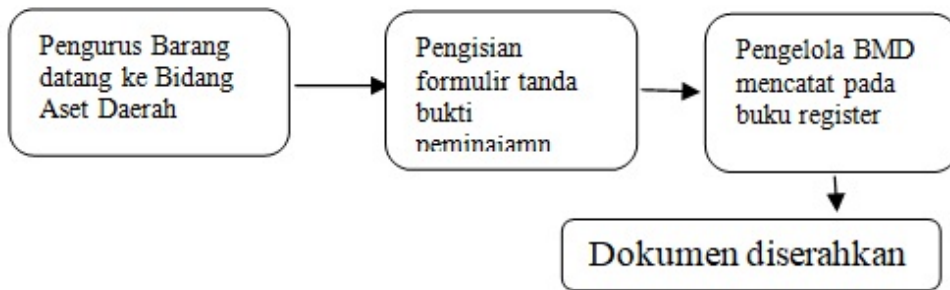 Pengurus Barang
datang ke Bidang
Aset Daerah
Pengisian
formulir tanda
bukti
peminajamn
Pengelola BMD
mencatat pada
buku register
Dokumen diserahkan